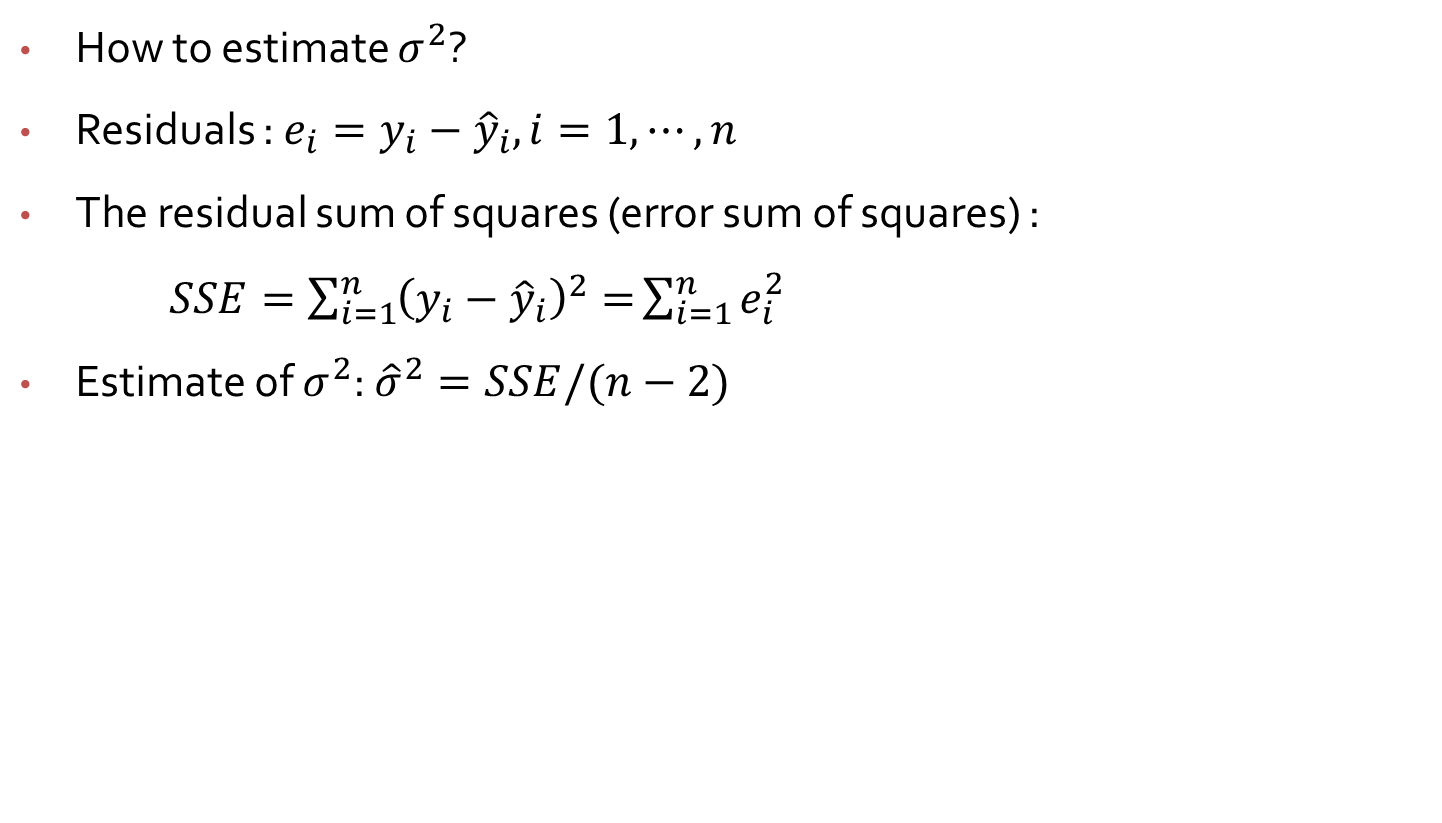 • How to estimate σ²?
• Residuals : eᵢ = yᵢ − ŷᵢ, i = 1, ⋯ , n
• The residual sum of squares (error sum of squares) :
SSE = ∑ⁿᵢ₌₁(yᵢ − ŷᵢ)² = ∑ⁿᵢ₌₁ eᵢ²
• Estimate of σ²: σ̂² = SSE/(n − 2)